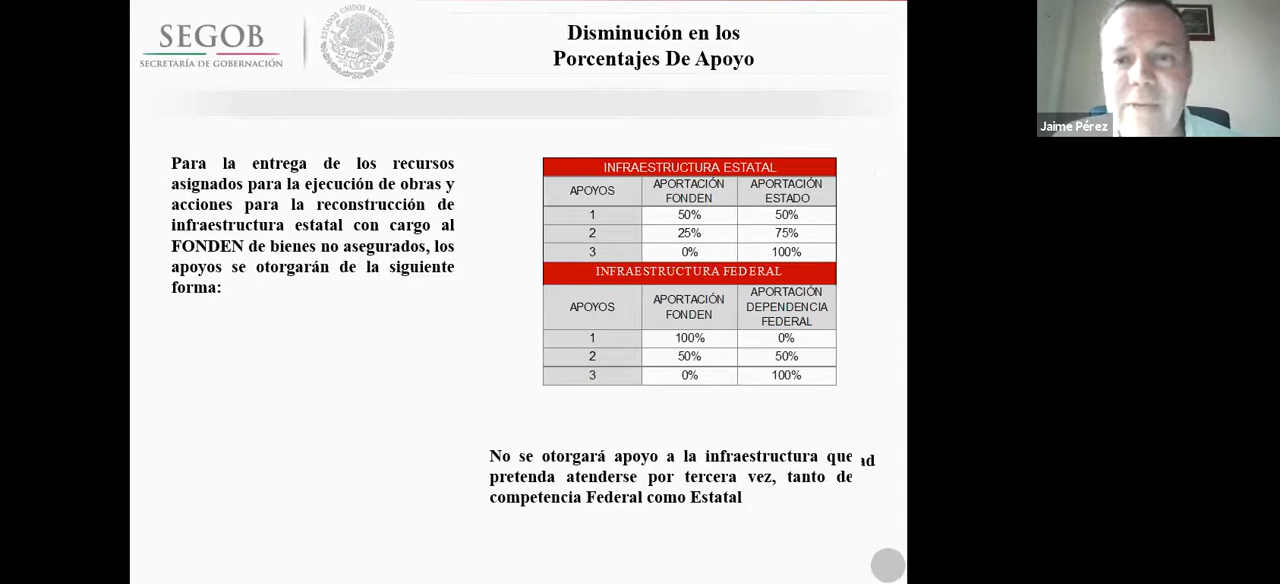 SEGOB
SECRETARÍA DE GOBERNACIÓN
ESTADOS UNIDOS MEXICANOS
Disminución en los
Porcentajes De Apoyo
Jaime Pérez
Para la entrega de los recursos
asignados para la ejecución de obras y
acciones para la reconstrucción de
infraestructura estatal con cargo al
FONDEN de bienes no asegurados, los
apoyos se otorgarán de la siguiente
forma:
INFRAESTRUCTURA ESTATAL
APOYOS APORTACIÓN FONDEN APORTACIÓN ESTADO
1 50% 50%
2 25% 75%
3 0% 100%
INFRAESTRUCTURA FEDERAL
APOYOS APORTACIÓN FONDEN APORTACIÓN DEPENDENCIA FEDERAL
1 100% 0%
2 50% 50%
3 0% 100%
No se otorgará apoyo a la infraestructura que ad
pretenda atenderse por tercera vez, tanto de
competencia Federal como Estatal